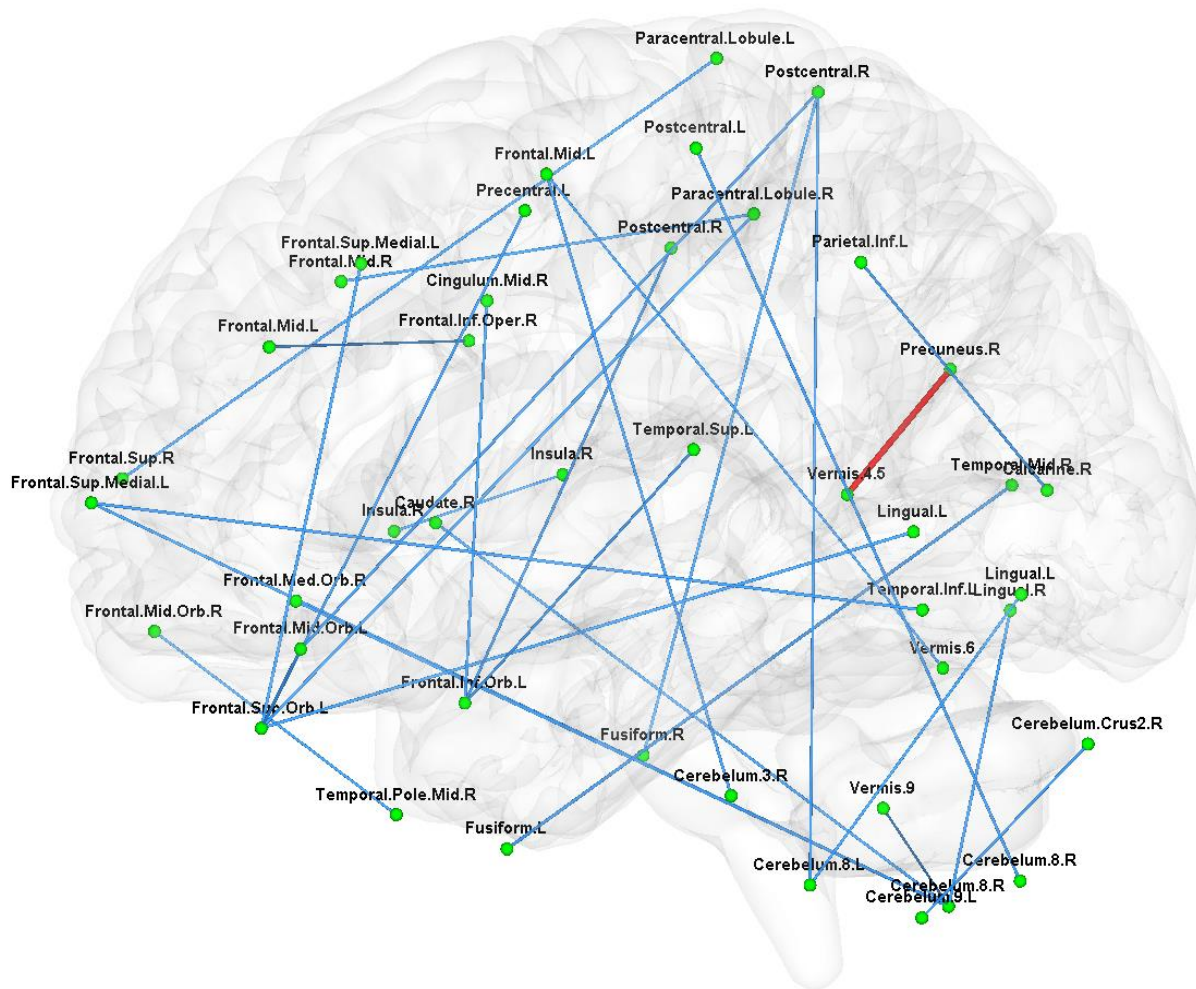 Paracentral.Lobule.L
Postcentral.R
Postcentral.L
Frontal.Mid.L
Precentral.L
Paracentral.Lobule.R
Postcentral.R
Frontal.Sup.Medial.L
Parietal.Inf.L
Frontal.Mid.R
Cingulum.Mid.R
Frontal.Mid.L
Frontal.Inf.Oper.R
Precuneus.R
Temporal.Sup.L
Insula.R
Frontal.Sup.R
Temporal.Mid.R
Frontal.Sup.Medial.L
Vermis.4.5
Calcarine.R
Caudate.R
Insula.R
Lingual.L
Lingual.L
Frontal.Med.Orb.R
Temporal.Inf.L
Lingual.R
Frontal.Mid.Orb.R
Frontal.Mid.Orb.L
Vermis.6
Frontal.Inf.Orb.L
Frontal.Sup.Orb.L
Cerebelum.Crus2.R
Fusiform.R
Cerebelum.3.R
Vermis.9
Temporal.Pole.Mid.R
Fusiform.L
Cerebelum.8.R
Cerebelum.8.L
Cerebelum.8.R
Cerebelum.9.L